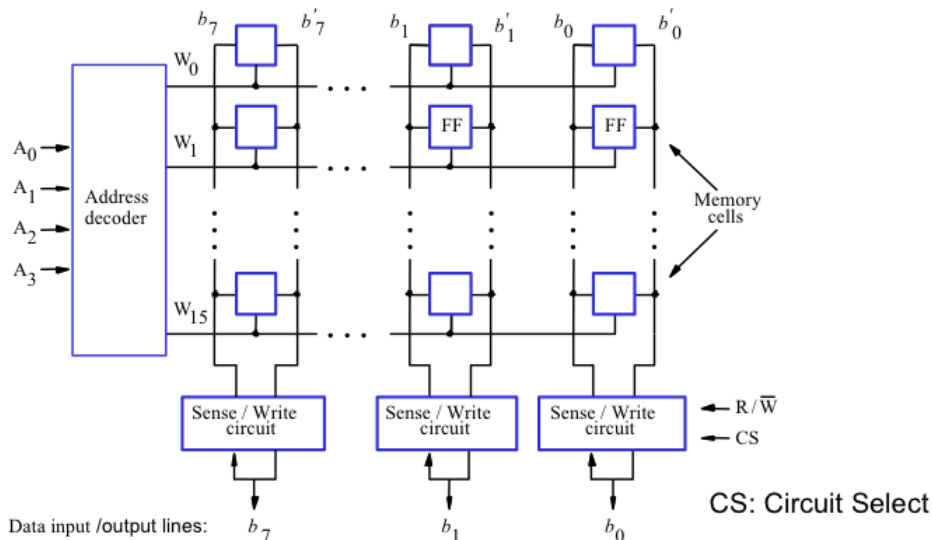 b7 b′7 b1 b′1 b0 b′0
W0
• • •
FF FF
W1
• • •
A0
A1
A2
A3
Address
decoder
Memory
cells
W15
• • •
Sense / Write
circuit
Sense / Write
circuit
Sense / Write
circuit
R / W̅
CS
CS: Circuit Select
Data input /output lines: b7 b1 b0